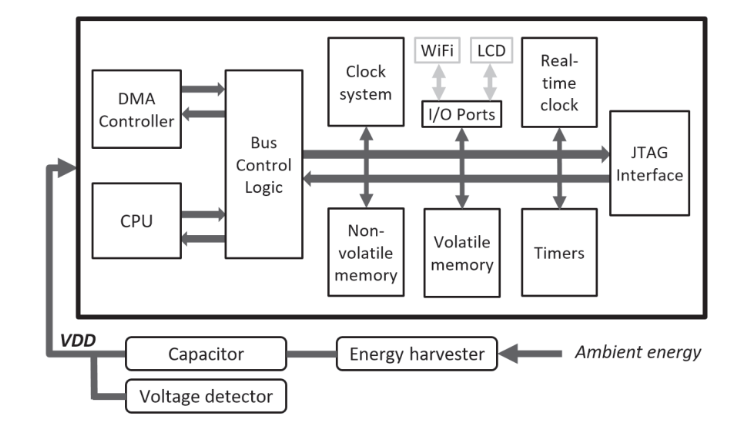 DMA
Controller
CPU
Bus
Control
Logic
Clock
system
WiFi
LCD
I/O Ports
Real-
time
clock
JTAG
Interface
Non-
volatile
memory
Volatile
memory
Timers
VDD
Capacitor
Energy harvester
Ambient energy
Voltage detector